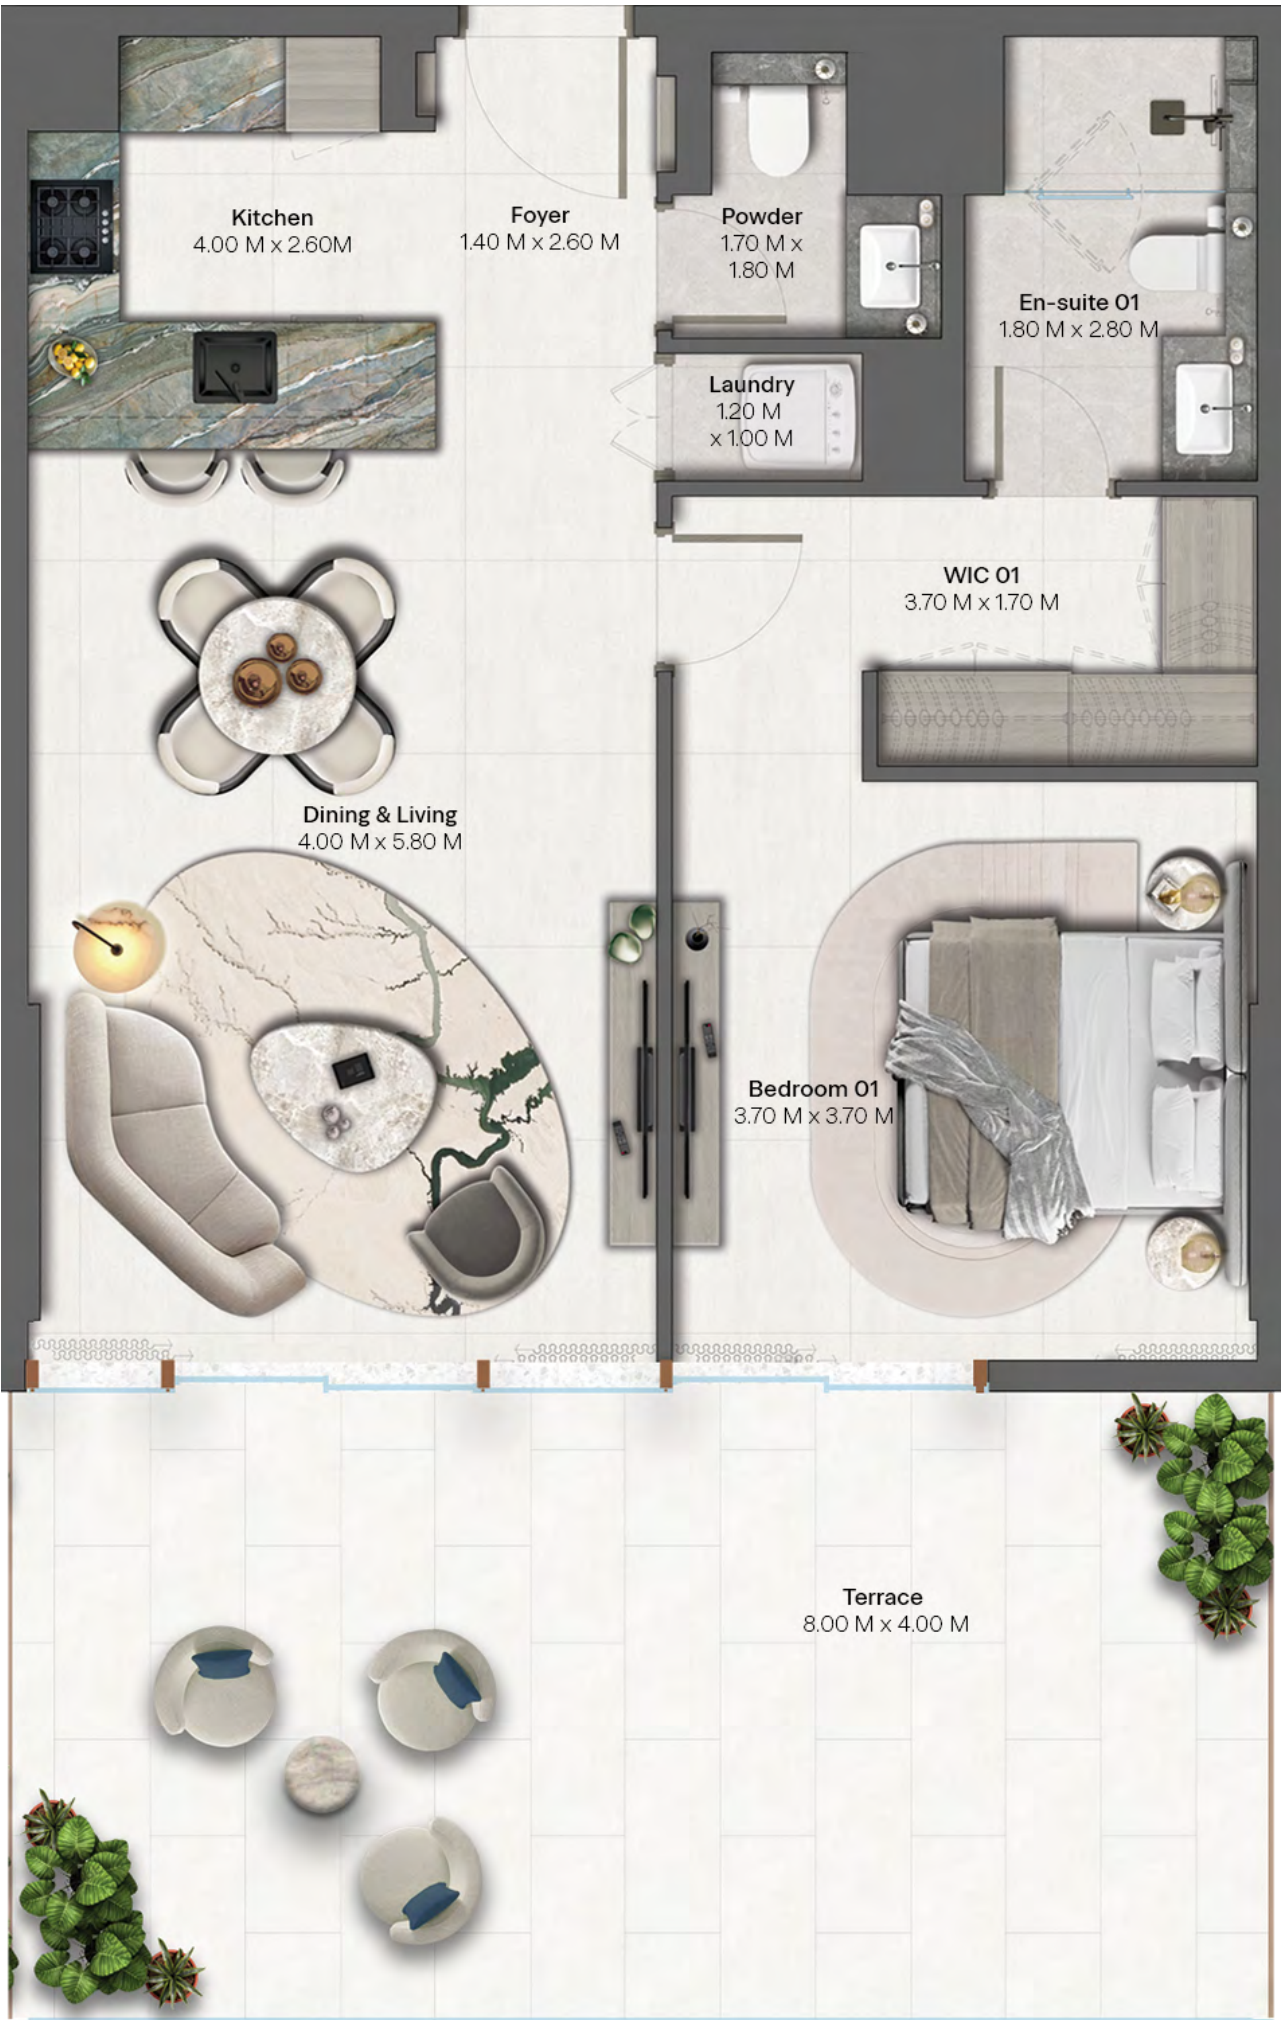 Kitchen
4.00 M x 2.60M
Foyer
1.40 M x 2.60 M
Powder
1.70 M x
1.80 M
En-suite 01
1.80 M x 2.80 M
Laundry
1.20 M
x 1.00 M
WIC 01
3.70 M x 1.70 M
Dining & Living
4.00 M x 5.80 M
Bedroom 01
3.70 M x 3.70 M
Terrace
8.00 M x 4.00 M